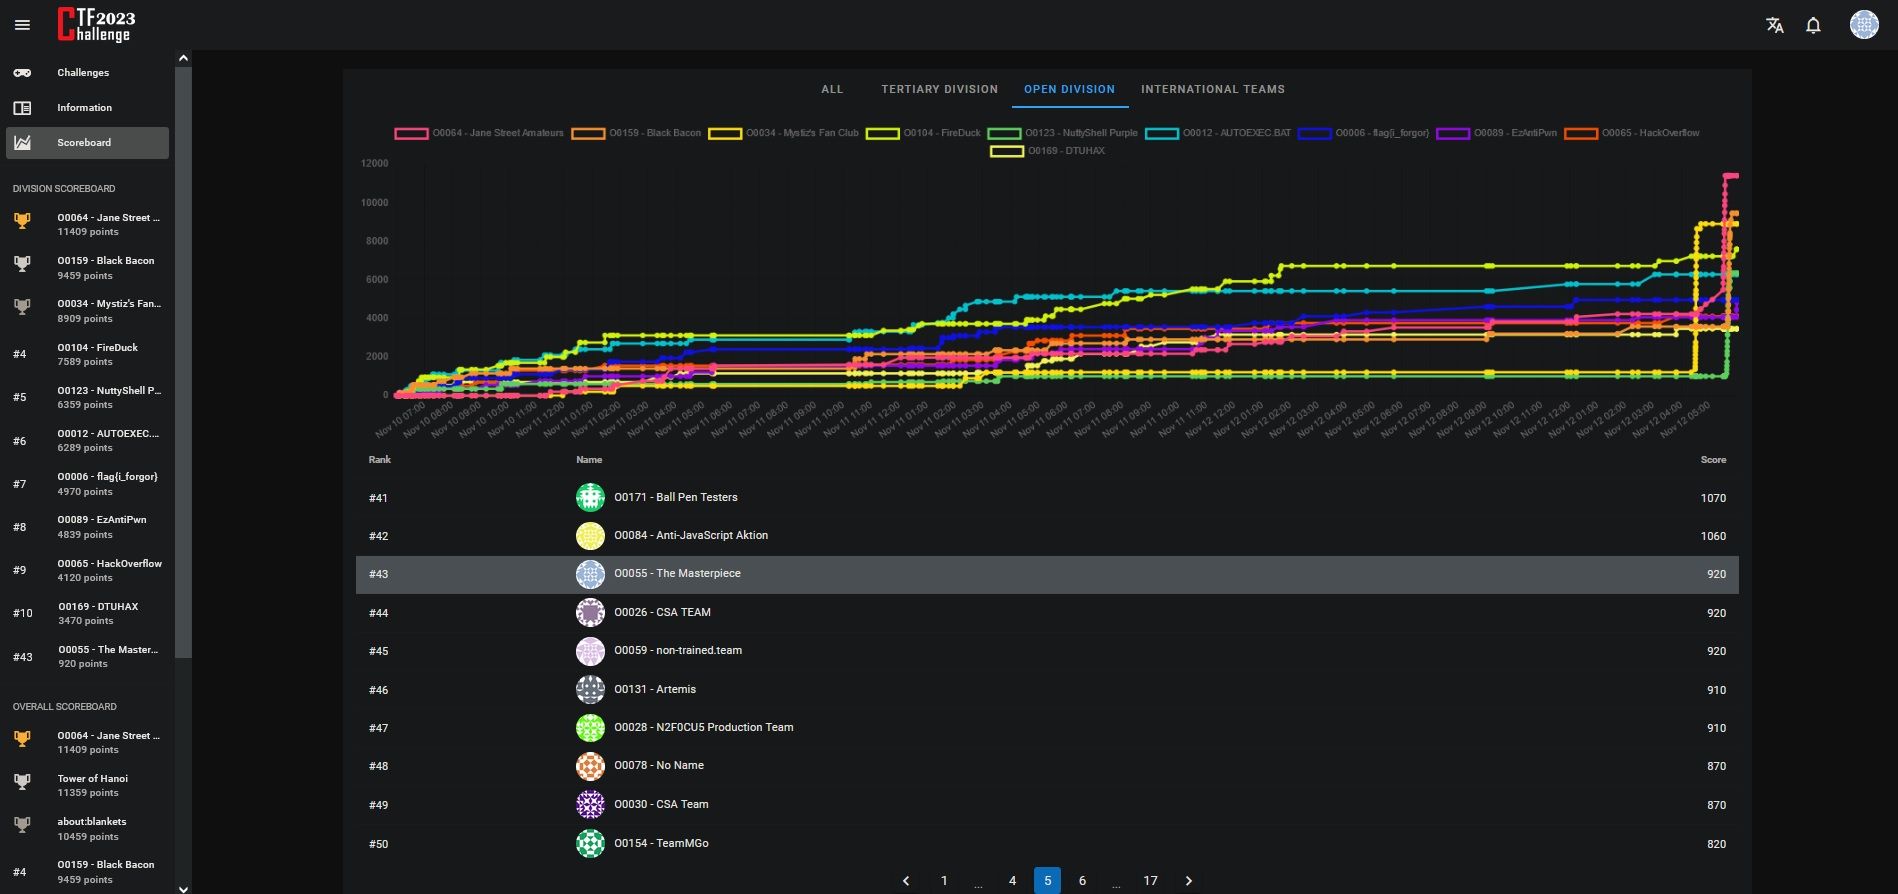 CTF2023
Challenge
Challenges
Information
Scoreboard
DIVISION SCOREBOARD
O0064 - Jane Street ...
11409 points
O0159 - Black Bacon
9459 points
O0034 - Mystiz's Fan...
8909 points
#4
O0104 - FireDuck
7589 points
#5
O0123 - NuttyShell P...
6359 points
#6
O0012 - AUTOEXEC....
6289 points
#7
O0006 - flag{i_forgor}
4970 points
#8
O0089 - EzAntiPwn
4839 points
#9
O0065 - HackOverflow
4120 points
#10
O0169 - DTUHAX
3470 points
#43
O0055 - The Master...
920 points
OVERALL SCOREBOARD
O0064 - Jane Street ...
11409 points
Tower of Hanoi
11359 points
about:blankets
10459 points
#4
O0159 - Black Bacon
9459 points
ALL TERTIARY DIVISION OPEN DIVISION INTERNATIONAL TEAMS
O0064 - Jane Street Amateurs O0159 - Black Bacon O0034 - Mystiz's Fan Club O0104 - FireDuck O0123 - NuttyShell Purple O0012 - AUTOEXEC.BAT O0006 - flag{i_forgor} O0089 - EzAntiPwn O0065 - HackOverflow
O0169 - DTUHAX
12000
10000
8000
6000
4000
2000
0
Nov 10 07:00 Nov 10 08:00 Nov 10 09:00 Nov 10 10:00 Nov 10 11:00 Nov 11 12:00 Nov 11 01:00 Nov 11 02:00 Nov 11 03:00 Nov 11 04:00 Nov 11 05:00 Nov 11 06:00 Nov 11 07:00 Nov 11 08:00 Nov 11 09:00 Nov 11 10:00 Nov 11 11:00 Nov 11 12:00 Nov 11 01:00 Nov 11 02:00 Nov 11 03:00 Nov 11 04:00 Nov 11 05:00 Nov 11 06:00 Nov 11 07:00 Nov 11 08:00 Nov 11 09:00 Nov 11 10:00 Nov 11 11:00 Nov 12 12:00 Nov 12 01:00 Nov 12 02:00 Nov 12 03:00 Nov 12 04:00 Nov 12 05:00 Nov 12 06:00 Nov 12 07:00 Nov 12 08:00 Nov 12 09:00 Nov 12 10:00 Nov 12 11:00 Nov 12 12:00 Nov 12 01:00 Nov 12 02:00 Nov 12 03:00 Nov 12 04:00 Nov 12 05:00
Rank Name Score
#41 O0171 - Ball Pen Testers 1070
#42 O0084 - Anti-JavaScript Aktion 1060
#43 O0055 - The Masterpiece 920
#44 O0026 - CSA TEAM 920
#45 O0059 - non-trained.team 920
#46 O0131 - Artemis 910
#47 O0028 - N2F0CU5 Production Team 910
#48 O0078 - No Name 870
#49 O0030 - CSA Team 870
#50 O0154 - TeamMGo 820
1 ... 4 5 6 ... 17